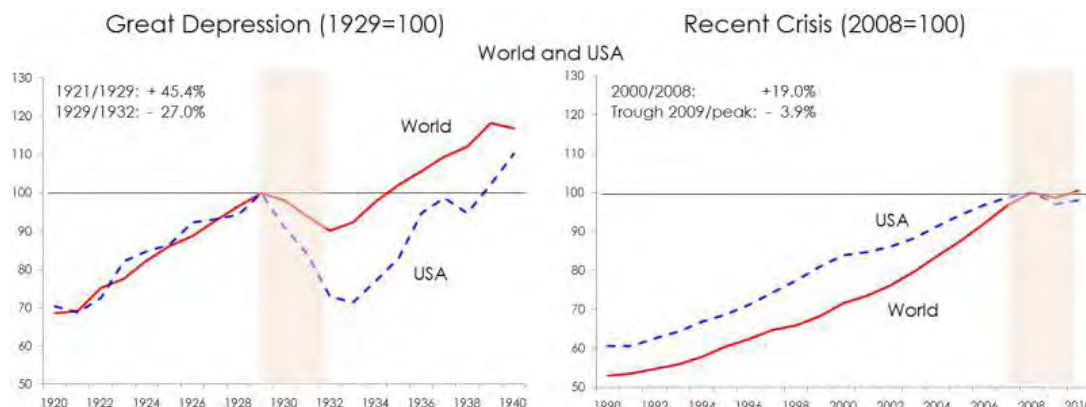 Great Depression (1929=100)
Recent Crisis (2008=100)
World and USA
130
120
110
100
90
80
70
60
50
1921/1929: + 45.4%
1929/1932: - 27.0%
World
USA
1920 1922 1924 1926 1928 1930 1932 1934 1936 1938 1940
130
120
110
100
90
80
70
60
50
2000/2008: +19.0%
Trough 2009/peak: - 3.9%
USA
World
1990 1992 1994 1996 1998 2000 2002 2004 2006 2008 2010